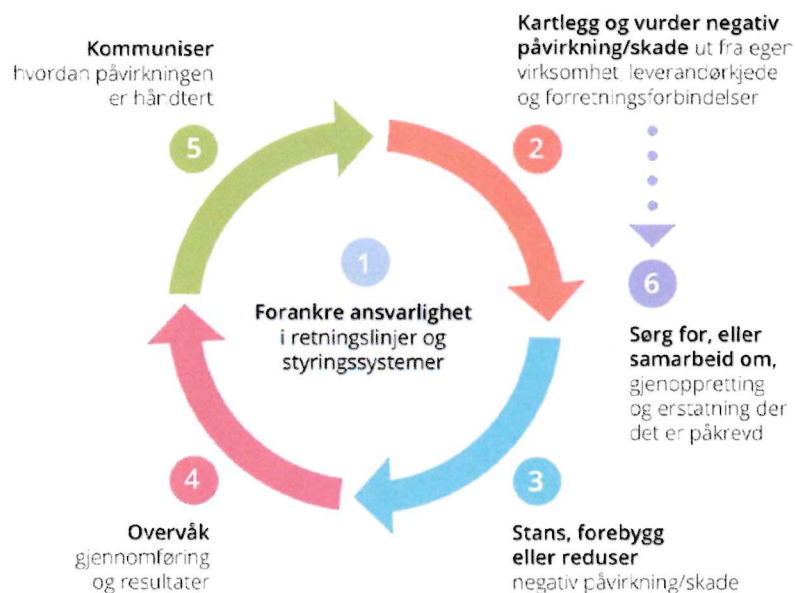 1
Forankre ansvarlighet
i retningslinjer og
styringssystemer
2
Kartlegg og vurder negativ
påvirkning/skade ut fra egen
virksomhet, leverandørkjede
og forretningsforbindelser
3
Stans, forebygg
eller reduser
negativ påvirkning/skade
4
Overvåk
gjennomføring
og resultater
5
Kommuniser
hvordan påvirkningen
er håndtert
6
Sørg for, eller
samarbeid om,
gjenoppretting
og erstatning der
det er påkrevd